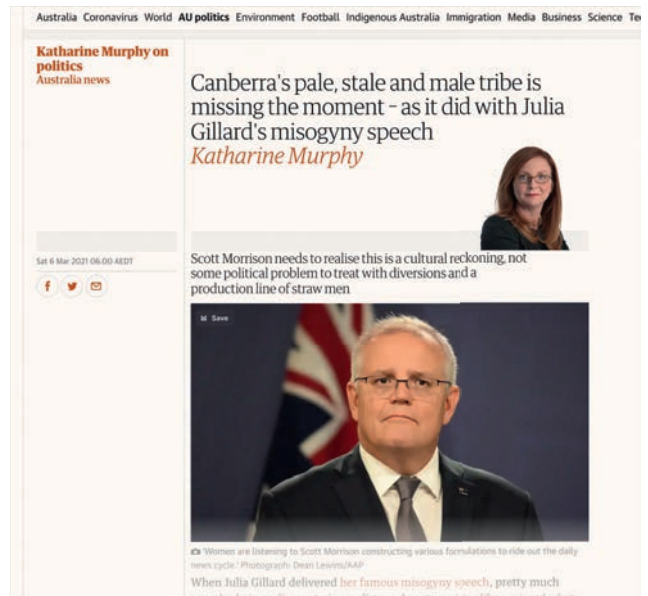 Australia Coronavirus World AU politics Environment Football Indigenous Australia Immigration Media Business Science
Katharine Murphy on
politics
Australia news
Canberra's pale, stale and male tribe is
missing the moment – as it did with Julia
Gillard's misogyny speech
Katharine Murphy
Sat 6 Mar 2021 06.00 AEDT
Scott Morrison needs to realise this is a cultural reckoning, not
some political problem to treat with diversions and a
production line of straw men
Save
'Women are listening to Scott Morrison constructing various formulations to ride out the daily
news cycle.' Photograph: Dean Lewins/AAP
When Julia Gillard delivered her famous misogyny speech, pretty much